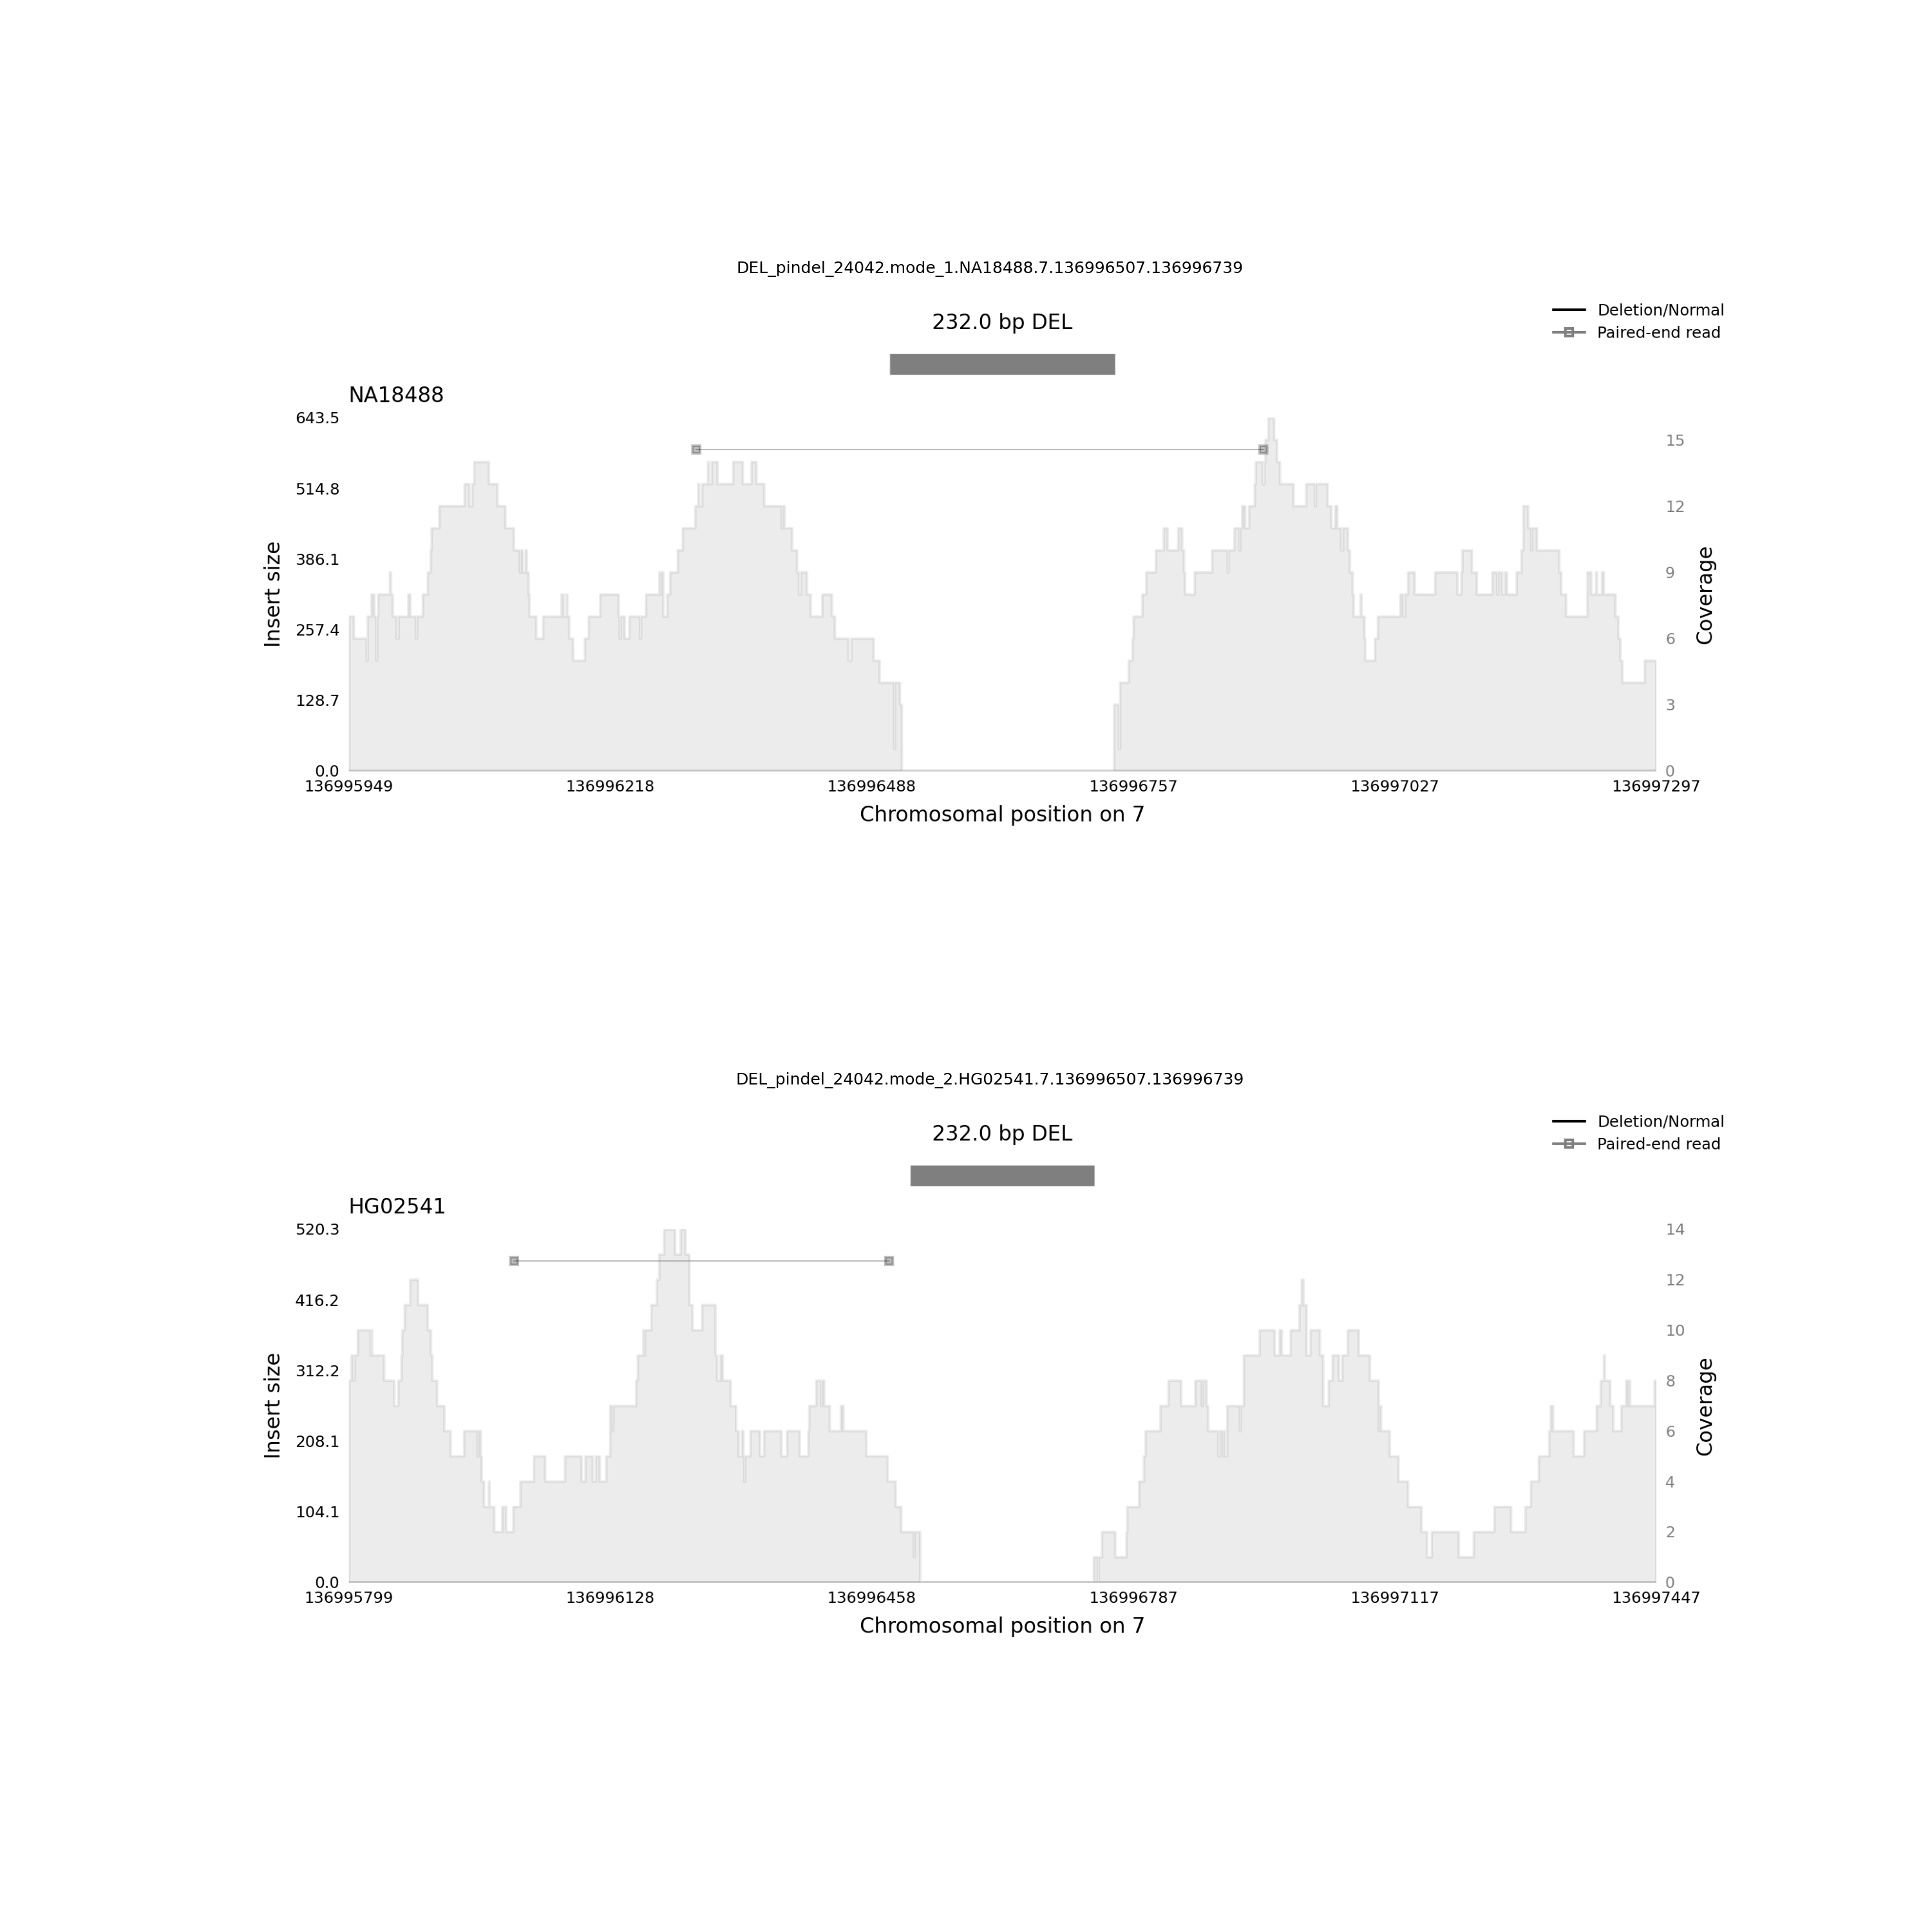 DEL_pindel_24042.mode_1.NA18488.7.136996507.136996739
232.0 bp DEL
Deletion/Normal
Paired-end read
NA18488
643.5
514.8
386.1
257.4
128.7
0.0
Insert size
15
12
9
6
3
0
Coverage
136995949 136996218 136996488 136996757 136997027 136997297
Chromosomal position on 7
DEL_pindel_24042.mode_2.HG02541.7.136996507.136996739
232.0 bp DEL
Deletion/Normal
Paired-end read
HG02541
520.3
416.2
312.2
208.1
104.1
0.0
Insert size
14
12
10
8
6
4
2
0
Coverage
136995799 136996128 136996458 136996787 136997117 136997447
Chromosomal position on 7